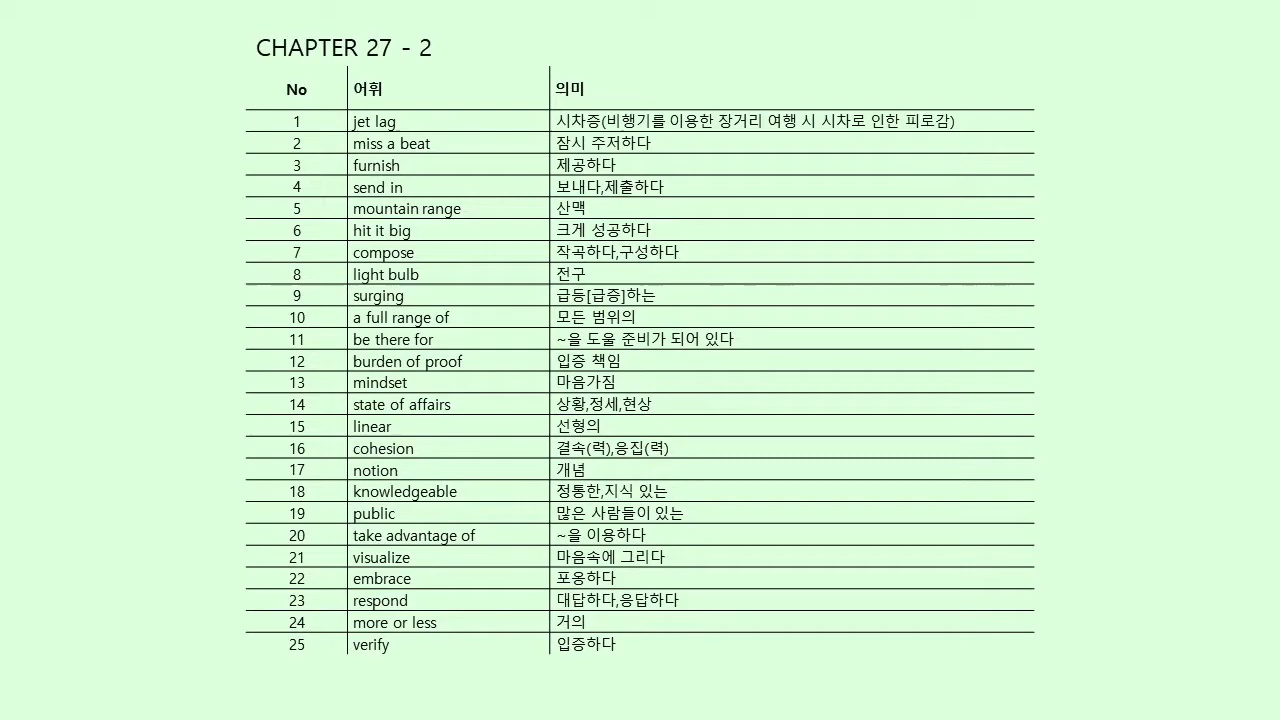 CHAPTER 27 - 2
No 어휘 의미
1 jet lag 시차증(비행기를 이용한 장거리 여행 시 시차로 인한 피로감)
2 miss a beat 잠시 주저하다
3 furnish 제공하다
4 send in 보내다,제출하다
5 mountain range 산맥
6 hit it big 크게 성공하다
7 compose 작곡하다,구성하다
8 light bulb 전구
9 surging 급등[급증]하는
10 a full range of 모든 범위의
11 be there for ~을 도울 준비가 되어 있다
12 burden of proof 입증 책임
13 mindset 마음가짐
14 state of affairs 상황,정세,현상
15 linear 선형의
16 cohesion 결속(력),응집(력)
17 notion 개념
18 knowledgeable 정통한,지식 있는
19 public 많은 사람들이 있는
20 take advantage of ~을 이용하다
21 visualize 마음속에 그리다
22 embrace 포옹하다
23 respond 대답하다,응답하다
24 more or less 거의
25 verify 입증하다